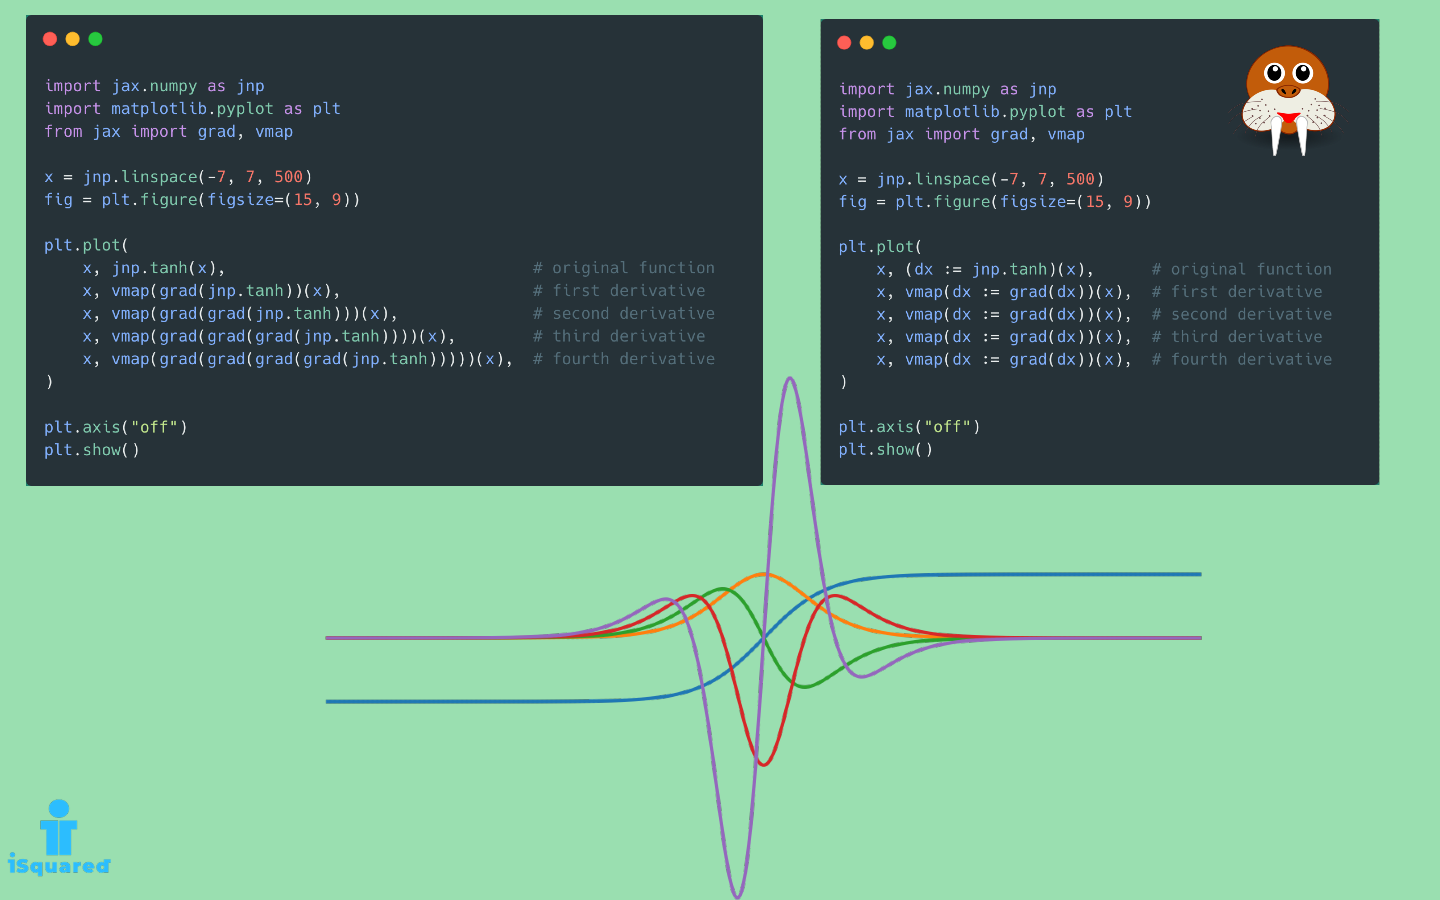 import jax.numpy as jnp
import matplotlib.pyplot as plt
from jax import grad, vmap
x = jnp.linspace(-7, 7, 500)
fig = plt.figure(figsize=(15, 9))
plt.plot(
x, jnp.tanh(x), # original function
x, vmap(grad(jnp.tanh))(x), # first derivative
x, vmap(grad(grad(jnp.tanh)))(x), # second derivative
x, vmap(grad(grad(grad(jnp.tanh))))(x), # third derivative
x, vmap(grad(grad(grad(grad(jnp.tanh)))))(x), # fourth derivative
)
plt.axis("off")
plt.show()
import jax.numpy as jnp
import matplotlib.pyplot as plt
from jax import grad, vmap
x = jnp.linspace(-7, 7, 500)
fig = plt.figure(figsize=(15, 9))
plt.plot(
x, (dx := jnp.tanh)(x), # original function
x, vmap(dx := grad(dx))(x), # first derivative
x, vmap(dx := grad(dx))(x), # second derivative
x, vmap(dx := grad(dx))(x), # third derivative
x, vmap(dx := grad(dx))(x), # fourth derivative
)
plt.axis("off")
plt.show()
iSquared